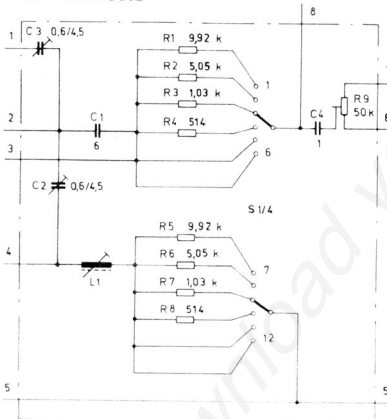 8
C3 0,6/4,5
1
R1 9,92 k
R2 5,05 k
R3 1,03 k
R4 514
1
6
C4
1
R9
50k
2
C1
6
3
C2 0,6/4,5
S1/4
4
L1
R5 9,92 k
R6 5,05 k
R7 1,03 k
R8 514
7
12
5
5